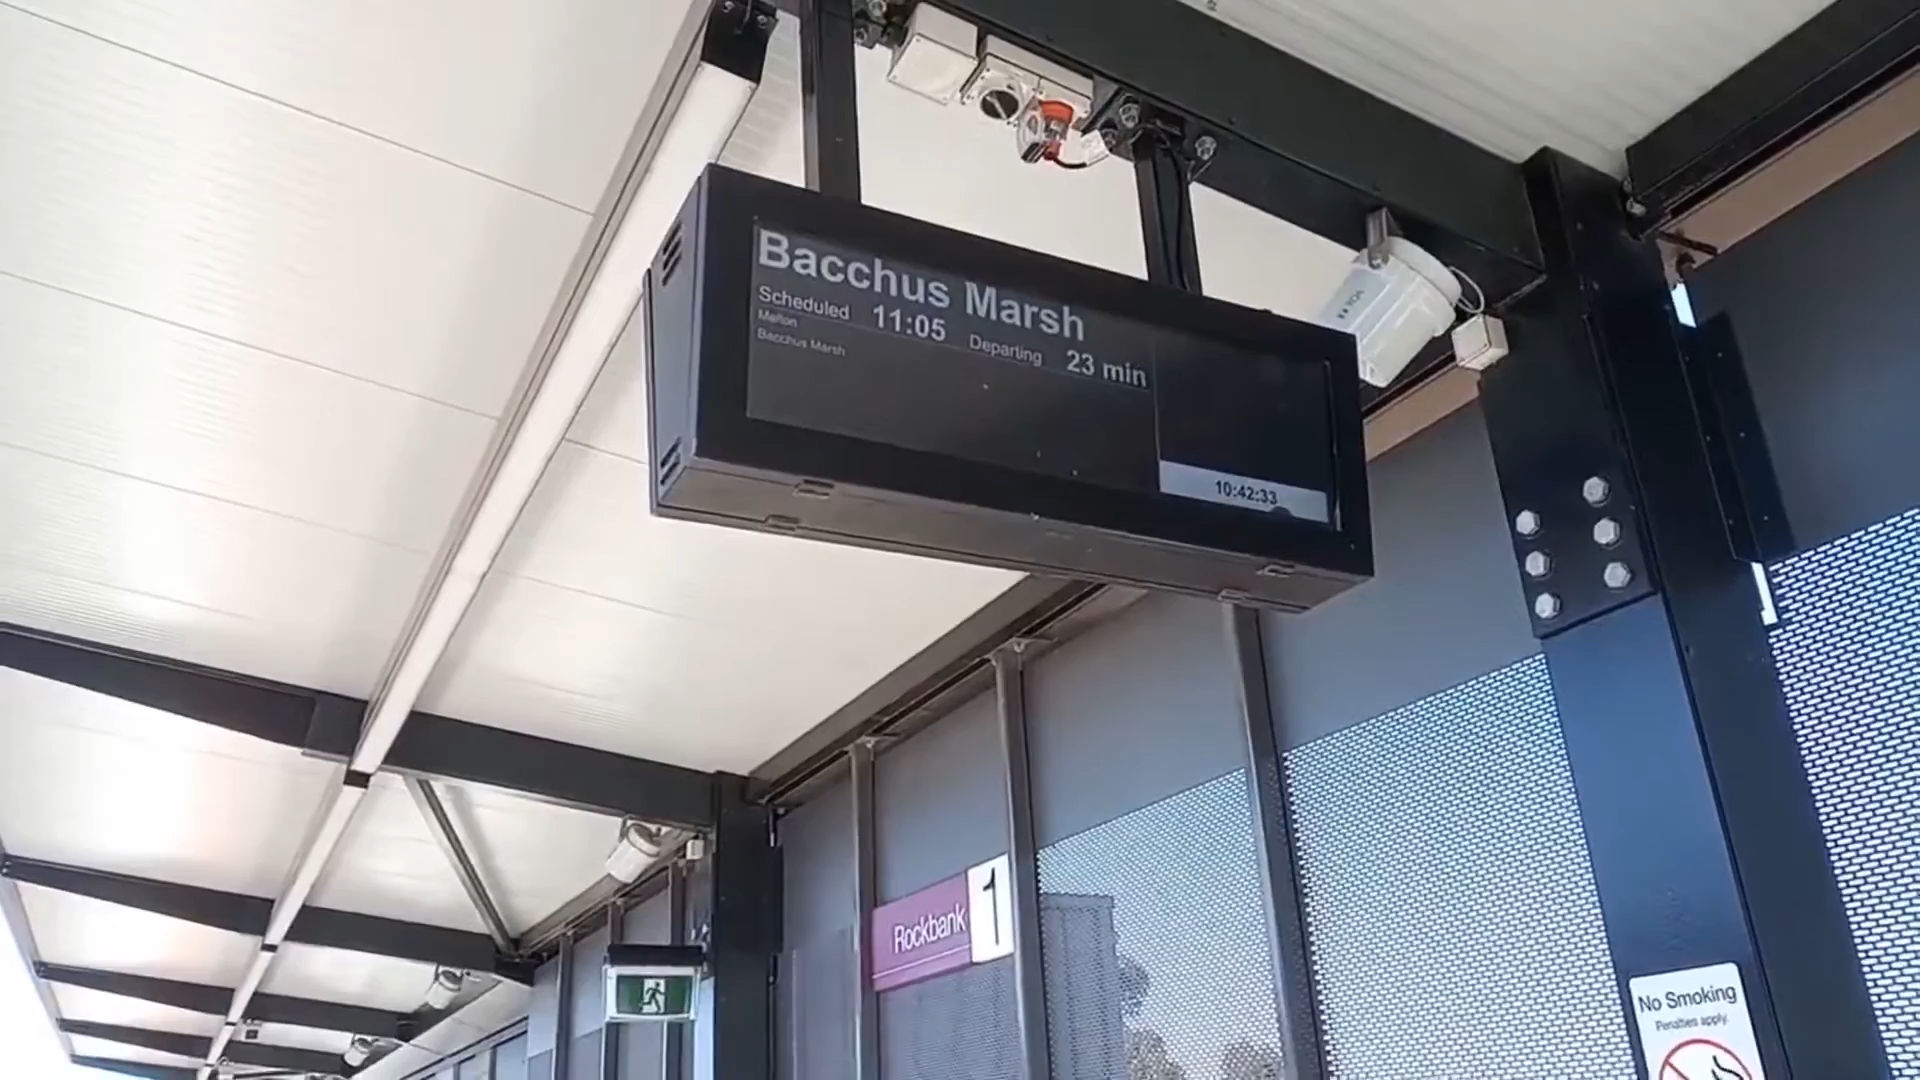 Bacchus Marsh
Scheduled 11:05 Departing 23 min
Melton
Bacchus Marsh
10:42:33
Rockbank 1
No Smoking
Penalties apply.